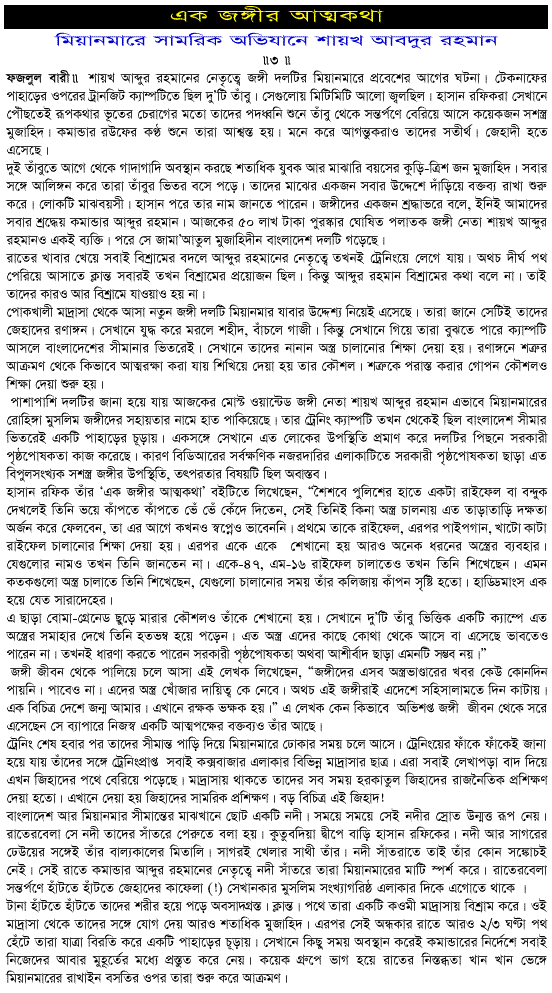 এক জঙ্গীর আত্মকথা
মিয়ানমারে সামরিক অভিযানে শায়খ আবদুর রহমান
॥৩॥
ফজলুল বারী॥ শায়খ আব্দুর রহমানের নেতৃত্বে জঙ্গী দলটির মিয়ানমারে প্রবেশের আগের ঘটনা। টেকনাফের
পাহাড়ের ওপরের ট্রানজিট ক্যাম্পটিতে ছিল দু'টি তাঁবু। সেগুলোয় মিটিমিটি আলো জ্বলছিল। হাসান রফিকরা সেখানে
পৌঁছতেই রূপকথার ভূতের চেরাগের মতো তাদের পদধ্বনি শুনে তাঁবু থেকে সন্তর্পণে বেরিয়ে আসে কয়েকজন সশস্ত্র
মুজাহিদ। কমান্ডার রউফের কণ্ঠ শুনে তারা আশ্বস্ত হয়। মনে করে আগন্তুকরাও তাদের সতীর্থ। জেহাদী হতে
এসেছে।
দুই তাঁবুতে আগে থেকে গাদাগাদি অবস্থান করছে শতাধিক যুবক আর মাঝারি বয়সের কুড়ি-ত্রিশ জন মুজাহিদ। সবার
সঙ্গে আলিঙ্গন করে তারা তাঁবুর ভিতর বসে পড়ে। তাদের মাঝের একজন সবার উদ্দেশে দাঁড়িয়ে বক্তব্য রাখা শুরু
করে। লোকটি মাঝবয়সী। হাসান পরে তার নাম জানতে পারেন। জঙ্গীদের একজন শ্রদ্ধাভরে বলে, ইনিই আমাদের
সবার শ্রদ্ধেয় কমান্ডার আব্দুর রহমান। আজকের ৫০ লাখ টাকা পুরস্কার ঘোষিত পলাতক জঙ্গী নেতা শায়খ আব্দুর
রহমানও একই ব্যক্তি। পরে সে জামা'আতুল মুজাহিদীন বাংলাদেশ দলটি গড়েছে।
রাতের খাবার খেয়ে সবাই বিশ্রামের বদলে আব্দুর রহমানের নেতৃত্বে তখনই ট্রেনিংয়ে লেগে যায়। অথচ দীর্ঘ পথ
পেরিয়ে আসাতে ক্লান্ত সবারই তখন বিশ্রামের প্রয়োজন ছিল। কিন্তু আব্দুর রহমান বিশ্রামের কথা বলে না। তাই
তাদের কারও আর বিশ্রামে যাওয়াও হয় না।
পোকখালী মাদ্রাসা থেকে আসা নতুন জঙ্গী দলটি মিয়ানমার যাবার উদ্দেশ্য নিয়েই এসেছে। তারা জানে সেটিই তাদের
জেহাদের রণাঙ্গন। সেখানে যুদ্ধ করে মরলে শহীদ, বাঁচলে গাজী। কিন্তু সেখানে গিয়ে তারা বুঝতে পারে ক্যাম্পটি
আসলে বাংলাদেশের সীমানার ভিতরেই। সেখানে তাদের নানান অস্ত্র চালানোর শিক্ষা দেয়া হয়। রণাঙ্গনে শত্রুর
আক্রমণ থেকে কিভাবে আত্মরক্ষা করা যায় শিখিয়ে দেয়া হয় তার কৌশল। শত্রুকে পরাস্ত করার গোপন কৌশলও
শিক্ষা দেয়া শুরু হয়।
পাশাপাশি দলটির জানা হয়ে যায় আজকের মোস্ট ওয়ান্টেড জঙ্গী নেতা শায়খ আব্দুর রহমান এভাবে মিয়ানমারের
রোহিঙ্গা মুসলিম জঙ্গীদের সহায়তার নামে হাত পাকিয়েছে। তার ট্রেনিং ক্যাম্পটি তখন থেকেই ছিল বাংলাদেশ সীমার
ভিতরেই একটি পাহাড়ের চূড়ায়। একসঙ্গে সেখানে এত লোকের উপস্থিতি প্রমাণ করে দলটির পিছনে সরকারী
পৃষ্ঠপোষকতা কাজ করেছে। কারণ বিডিআরের সর্বক্ষণিক নজরদারির এলাকাটিতে সরকারী পৃষ্ঠপোষকতা ছাড়া এত
বিপুলসংখ্যক সশস্ত্র জঙ্গীর উপস্থিতি, তৎপরতার বিষয়টি ছিল অবাস্তব।
হাসান রফিক তাঁর 'এক জঙ্গীর আত্মকথা' বইটিতে লিখেছেন, "শৈশবে পুলিশের হাতে একটা রাইফেল বা বন্দুক
দেখলেই তিনি ভয়ে কাঁপতে কাঁপতে ভেঁ ভেঁ কেঁদে দিতেন, সেই তিনিই কিনা অস্ত্র চালনায় এত তাড়াতাড়ি দক্ষতা
অর্জন করে ফেলবেন, তা এর আগে কখনও স্বপ্নেও ভাবেননি। প্রথমে তাকে রাইফেল, এরপর পাইপগান, খাটো কাটা
রাইফেল চালানোর শিক্ষা দেয়া হয়। এরপর একে একে শেখানো হয় আরও অনেক ধরনের অস্ত্রের ব্যবহার।
যেগুলোর নামও তখন তিনি জানতেন না। একে-৪৭, এম-১৬ রাইফেল চালাতেও তখন তিনি শিখেছেন। এমন
কতকগুলো অস্ত্র চালাতে তিনি শিখেছেন, যেগুলো চালানোর সময় তাঁর কলিজায় কাঁপন সৃষ্টি হতো। হাড্ডিমাংস এক
হয়ে যেত সারাদেহের।
এ ছাড়া বোমা-গ্রেনেড ছুড়ে মারার কৌশলও তাঁকে শেখানো হয়। সেখানে দু'টি তাঁবু ভিত্তিক একটি ক্যাম্পে এত
অস্ত্রের সমাহার দেখে তিনি হতভম্ব হয়ে পড়েন। এত অস্ত্র এদের কাছে কোথা থেকে আসে বা এসেছে ভাবতেও
পারেন না। তখনই ধারণা করতে পারেন সরকারী পৃষ্ঠপোষকতা অথবা আশীর্বাদ ছাড়া এমনটি সম্ভব নয়।"
জঙ্গী জীবন থেকে পালিয়ে চলে আসা এই লেখক লিখেছেন, "জঙ্গীদের এসব অস্ত্রভাণ্ডারের খবর কেউ কোনদিন
পায়নি। পাবেও না। এদের অস্ত্র খোঁজার দায়িত্ব কে নেবে। অথচ এই জঙ্গীরাই এদেশে সহিসালামতে দিন কাটায়।
এক বিচিত্র দেশে জন্ম আমার। এখানে রক্ষক ভক্ষক হয়।" এ লেখক কেন কিভাবে অভিশপ্ত জঙ্গী জীবন থেকে সরে
এসেছেন সে ব্যাপারে নিজস্ব একটি আত্মপক্ষের বক্তব্যও তাঁর আছে।
ট্রেনিং শেষ হবার পর তাদের সীমান্ত পাড়ি দিয়ে মিয়ানমারে ঢোকার সময় চলে আসে। ট্রেনিংয়ের ফাঁকে ফাঁকেই জানা
হয়ে যায় তাঁদের সঙ্গে ট্রেনিংপ্রাপ্ত সবাই কক্সবাজার এলাকার বিভিন্ন মাদ্রাসার ছাত্র। এরা সবাই লেখাপড়া বাদ দিয়ে
এখন জিহাদের পথে বেরিয়ে পড়েছে। মাদ্রাসায় থাকতে তাদের সব সময় হরকাতুল জিহাদের রাজনৈতিক প্রশিক্ষণ
দেয়া হতো। এখানে দেয়া হয় জিহাদের সামরিক প্রশিক্ষণ। বড় বিচিত্র এই জিহাদ!
বাংলাদেশ আর মিয়ানমার সীমান্তের মাঝখানে ছোট একটি নদী। সময়ে সময়ে সেই নদীর স্রোত উন্মত্ত রূপ নেয়।
রাতেরবেলা সে নদী তাদের সাঁতরে পেরুতে বলা হয়। কুতুবদিয়া দ্বীপে বাড়ি হাসান রফিকের। নদী আর সাগরের
ঢেউয়ের সঙ্গেই তাঁর বাল্যকালের মিতালি। সাগরই খেলার সাথী তাঁর। নদী সাঁতরাতে তাই তাঁর কোন সঙ্কোচই
নেই। সেই রাতে কমান্ডার আব্দুর রহমানের নেতৃত্বে নদী সাঁতরে তারা মিয়ানমারের মাটি স্পর্শ করে। রাতেরবেলা
সন্তর্পণে হাঁটতে হাঁটতে জেহাদের কাফেলা (!) সেখানকার মুসলিম সংখ্যাগরিষ্ঠ এলাকার দিকে এগোতে থাকে ।
টানা হাঁটতে হাঁটতে তাদের শরীর হয়ে পড়ে অবসাদগ্রস্ত। ক্লান্ত। পথে তারা একটি কওমী মাদ্রাসায় বিশ্রাম করে। ওই
মাদ্রাসা থেকে তাদের সঙ্গে যোগ দেয় আরও শতাধিক মুজাহিদ। এরপর সেই অন্ধকার রাতে আরও ২/৩ ঘণ্টা পথ
হেঁটে তারা যাত্রা বিরতি করে একটি পাহাড়ের চূড়ায়। সেখানে কিছু সময় অবস্থান করেই কমান্ডারের নির্দেশে সবাই
নিজেদের আবার মুহূর্তের মধ্যে প্রস্তুত করে নেয়। কয়েক গ্রুপে ভাগ হয়ে রাতের নিস্তব্ধতা খান খান ভেঙ্গে
মিয়ানমারের রাখাইন বসতির ওপর তারা শুরু করে আক্রমণ।